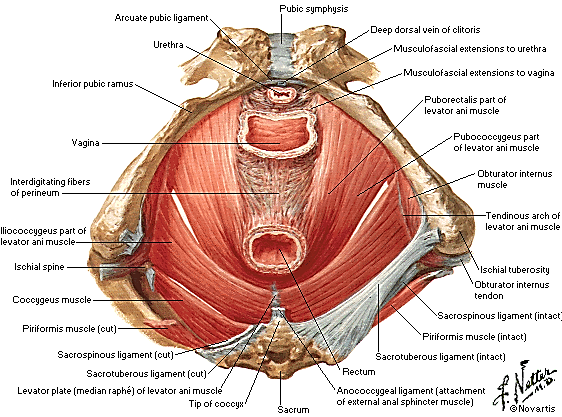 Pubic symphysis
Arcuate pubic ligament
Deep dorsal vein of clitoris
Urethra
Musculofascial extensions to urethra
Musculofascial extensions to vagina
Inferior pubic ramus
Puborectalis part of
levator ani muscle
Pubococcygeus part
of levator ani muscle
Vagina
Obturator internus
muscle
Interdigitating fibers
of perineum
Tendinous arch of
levator ani muscle
Iliococcygeus part of
levator ani muscle
Ischial spine
Ischial tuberosity
Obturator internus
tendon
Coccygeus muscle
Sacrospinous ligament (intact)
Piriformis muscle (cut)
Piriformis muscle (intact)
Sacrospinous ligament (cut)
Sacrotuberous ligament (intact)
Sacrotuberous ligament (cut)
Rectum
Levator plate (median raphé) of levator ani muscle
Anococcygeal ligament (attachment
of external anal sphincter muscle)
Tip of coccyx
Sacrum
F. Netter
M.D.
©Novartis